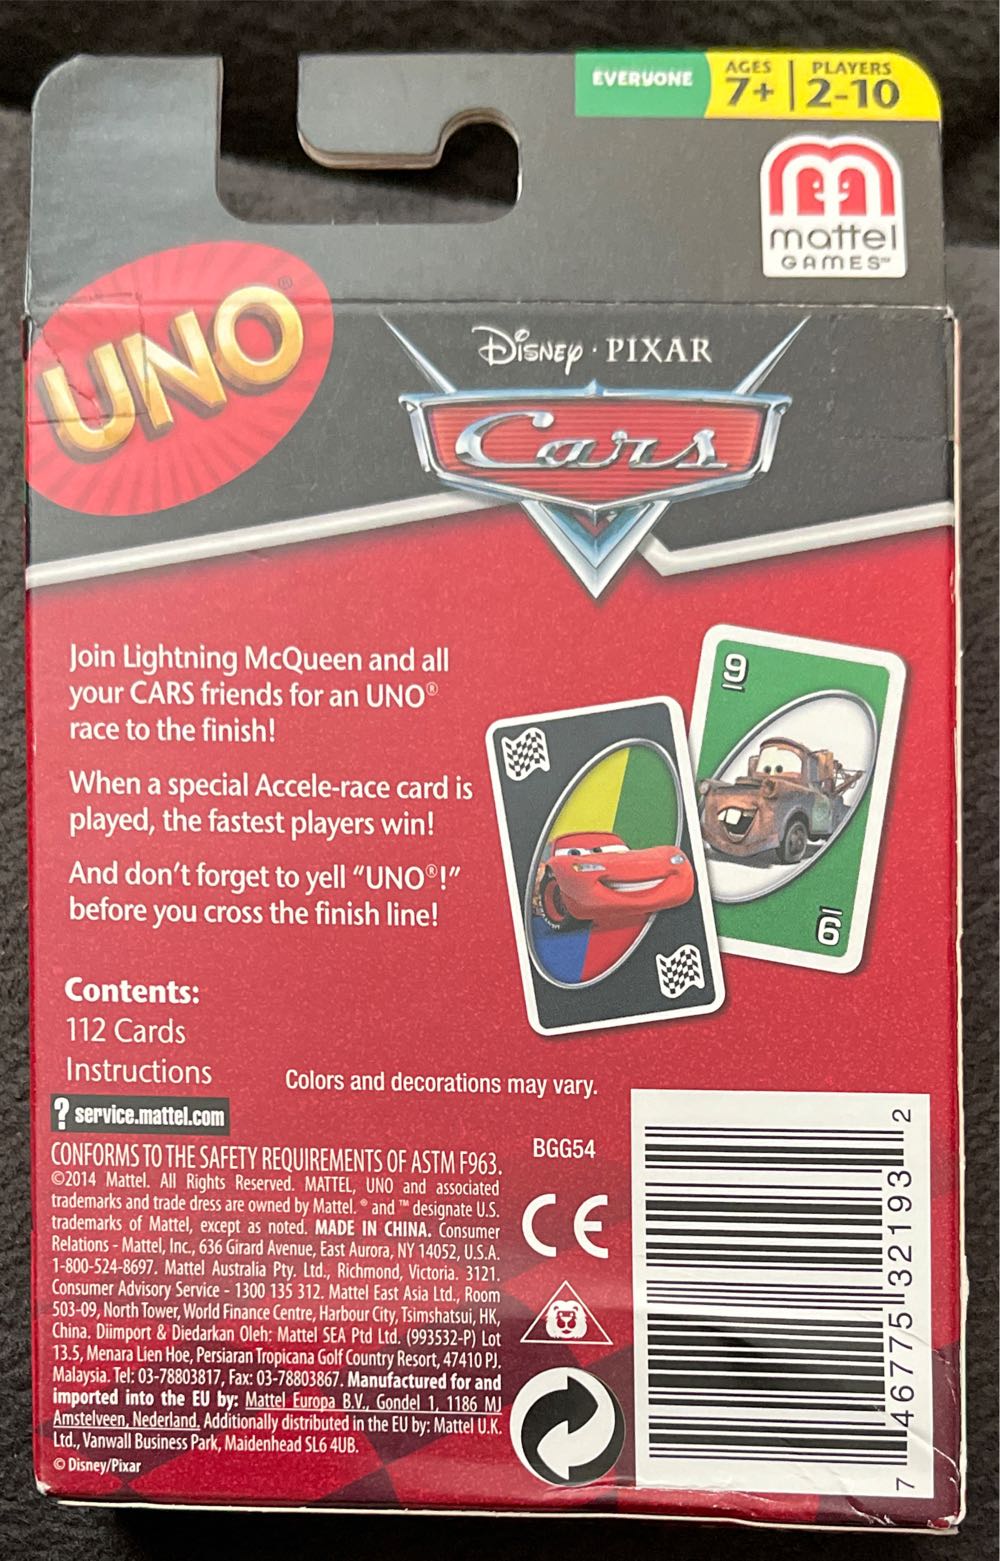 EVERYONE
AGES 7+
PLAYERS 2-10
mattel
GAMES™
UNO®
Disney · PIXAR
Cars
Join Lightning McQueen and all
your CARS friends for an UNO®
race to the finish!
When a special Accele-race card is
played, the fastest players win!
And don't forget to yell “UNO®!”
before you cross the finish line!
9
9
Contents:
112 Cards
Instructions
Colors and decorations may vary.
? service.mattel.com
CONFORMS TO THE SAFETY REQUIREMENTS OF ASTM F963.
©2014 Mattel. All Rights Reserved. MATTEL, UNO and associated
trademarks and trade dress are owned by Mattel. ® and ™ designate U.S.
trademarks of Mattel, except as noted. MADE IN CHINA. Consumer
Relations - Mattel, Inc., 636 Girard Avenue, East Aurora, NY 14052, U.S.A.
1-800-524-8697. Mattel Australia Pty. Ltd., Richmond, Victoria. 3121.
Consumer Advisory Service - 1300 135 312. Mattel East Asia Ltd., Room
503-09, North Tower, World Finance Centre, Harbour City, Tsimshatsui, HK,
China. Diimport & Diedarkan Oleh: Mattel SEA Ptd Ltd. (993532-P) Lot
13.5, Menara Lien Hoe, Persiaran Tropicana Golf Country Resort, 47410 PJ.
Malaysia. Tel: 03-78803817, Fax: 03-78803867. Manufactured for and
imported into the EU by: Mattel Europa B.V., Gondel 1, 1186 MJ
Amstelveen, Nederland. Additionally distributed in the EU by: Mattel U.K.
Ltd., Vanwall Business Park, Maidenhead SL6 4UB.
© Disney/Pixar
BGG54
CE
7 46775 32193 2